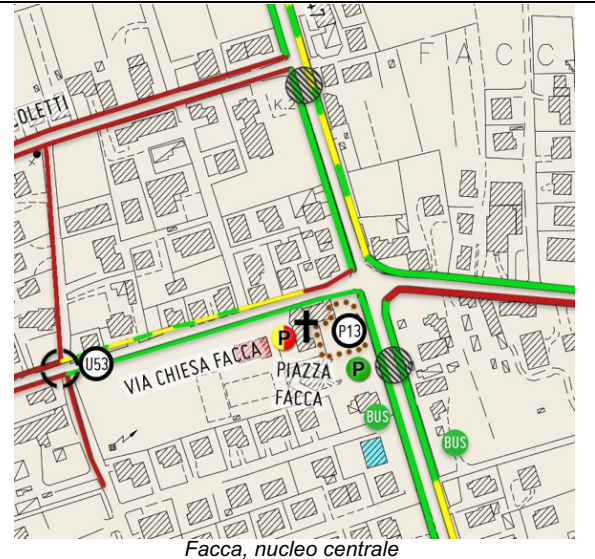 F A C C
K.2
OLETTI
U53
VIA CHIESA FACCA
P
P13
PIAZZA
FACCA
P
BUS
BUS
Facca, nucleo centrale